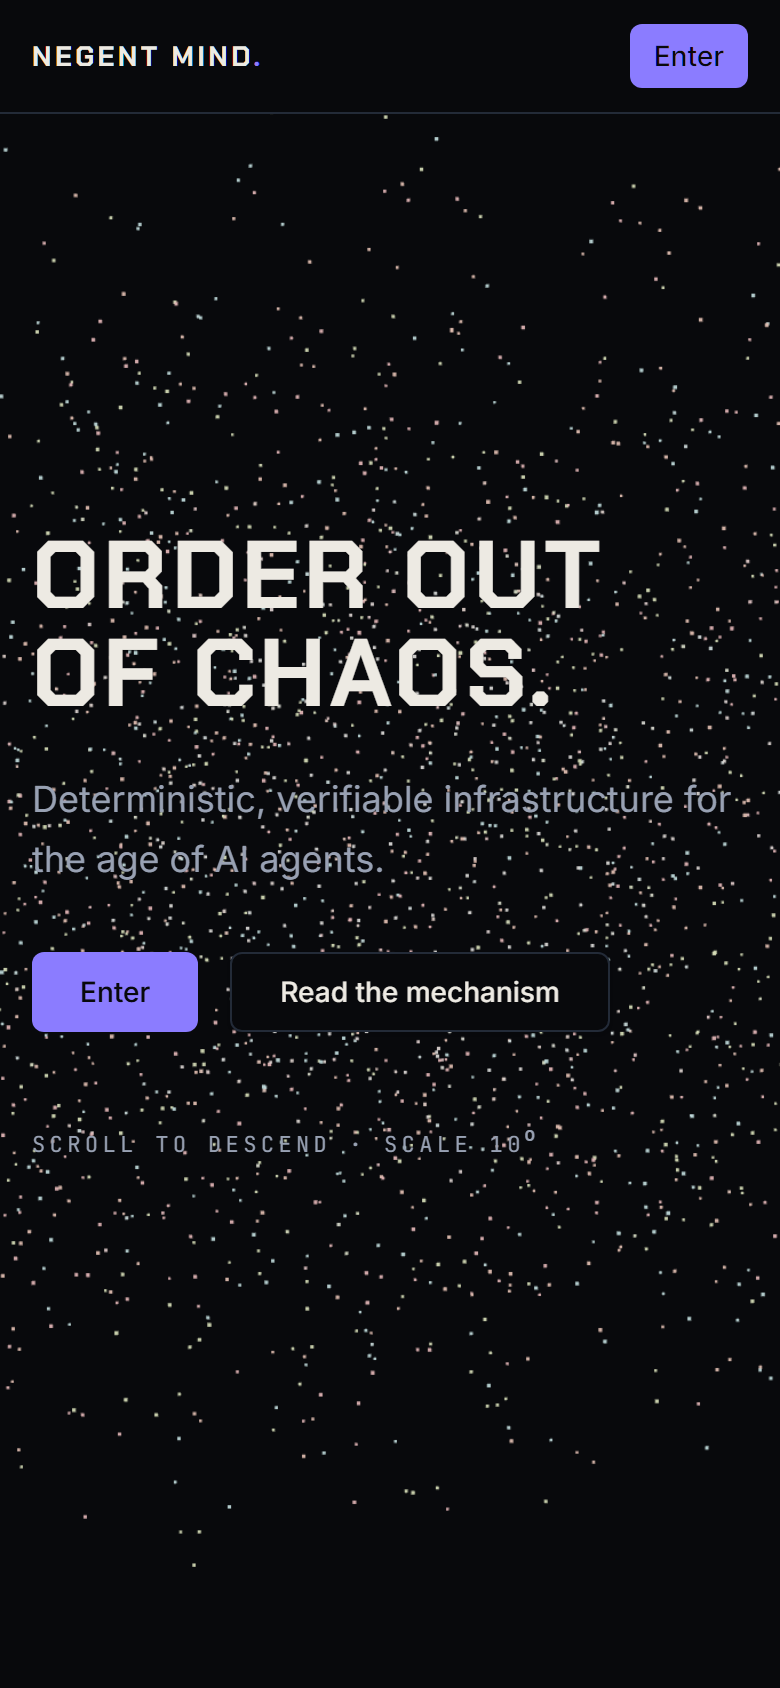 NEGENT MIND.
Enter
ORDER OUT
OF CHAOS.
Deterministic, verifiable infrastructure for
the age of AI agents.
Enter
Read the mechanism
SCROLL TO DESCEND · SCALE 10⁰